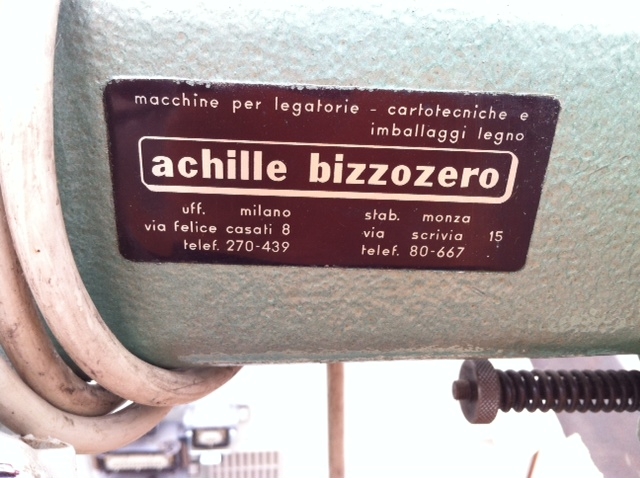 macchine per legatorie - cartotecniche e
imballaggi legno
achille bizzozero
uff. milano
via felice casati 8
telef. 270-439
stab. monza
via scrivia 15
telef. 80-667